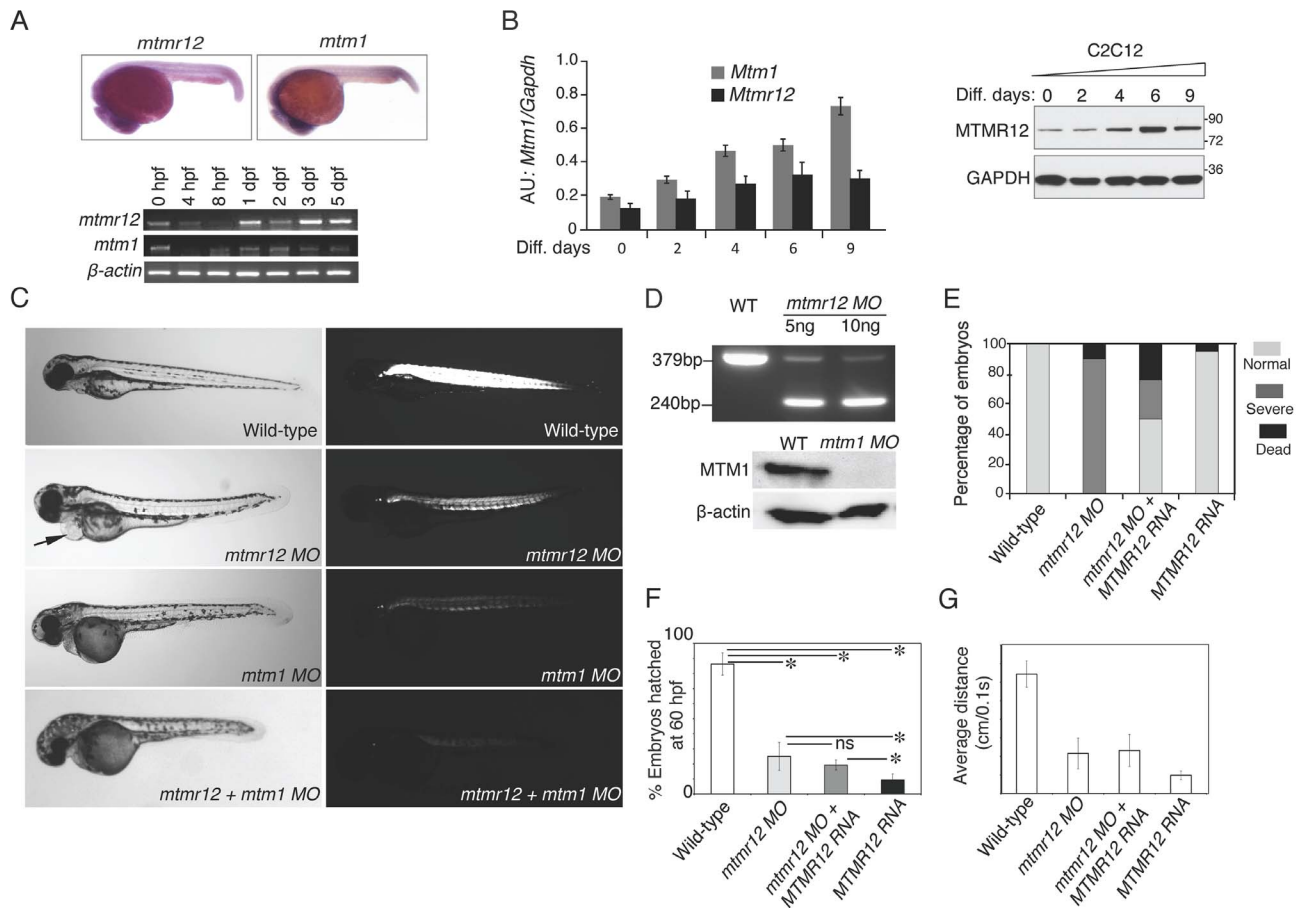 A
mtmr12
mtm1
0 hpf
4 hpf
8 hpf
1 dpf
2 dpf
3 dpf
5 dpf
mtmr12
mtm1
β-actin
B
AU: Mtm1/Gapdh
1.0
0.8
0.6
0.4
0.2
0
Mtm1
Mtmr12
Diff. days
0 2 4 6 9
C2C12
Diff. days: 0 2 4 6 9
MTMR12
-90
-72
GAPDH
-36
C
Wild-type
Wild-type
mtmr12 MO
mtmr12 MO
mtm1 MO
mtm1 MO
mtmr12 + mtm1 MO
mtmr12 + mtm1 MO
D
WT
mtmr12 MO
5ng 10ng
379bp
240bp
WT mtm1 MO
MTM1
β-actin
E
Percentage of embryos
100
80
60
40
20
0
Normal
Severe
Dead
Wild-type
mtmr12 MO
mtmr12 MO +
MTMR12 RNA
MTMR12 RNA
F
% Embryos hatched
at 60 hpf
100
0
*
*
*
*
ns
*
Wild-type
mtmr12 MO
mtmr12 MO +
MTMR12 RNA
MTMR12 RNA
G
Average distance
(cm/0.1s)
Wild-type
mtmr12 MO
mtmr12 MO +
MTMR12 RNA
MTMR12 RNA